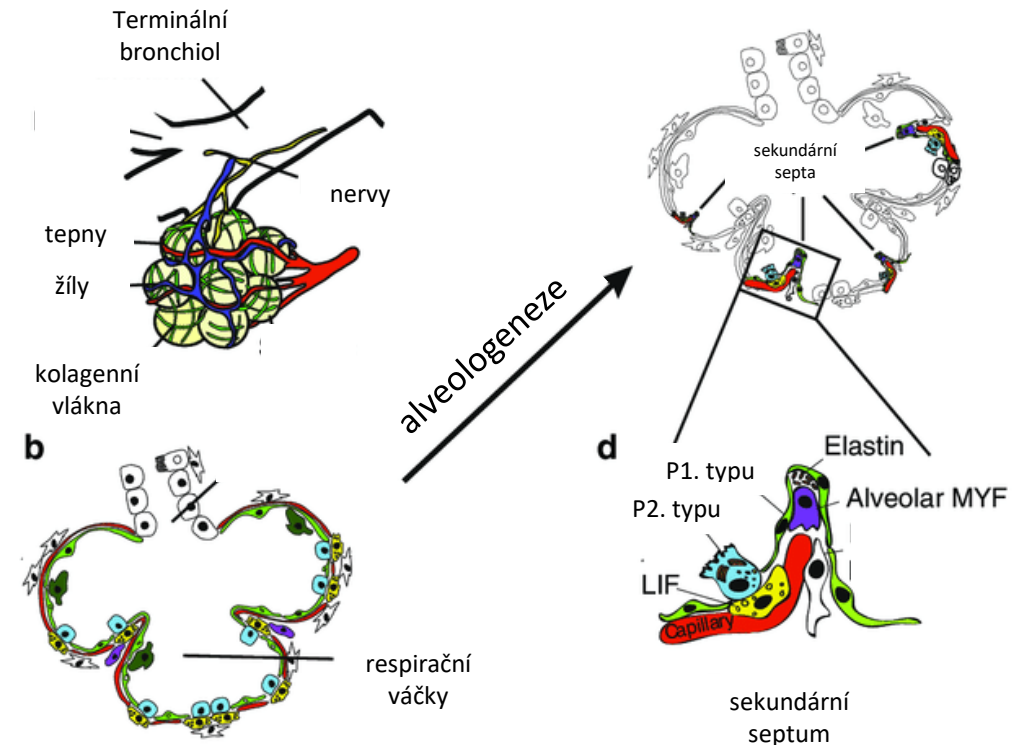 Terminální
bronchiol
nervy
tepny
žíly
kolagenní
vlákna
alveologeneze
sekundární
septa
b
respirační
váčky
d
Elastin
P1. typu
Alveolar MYF
P2. typu
LIF
Capillary
sekundární
septum